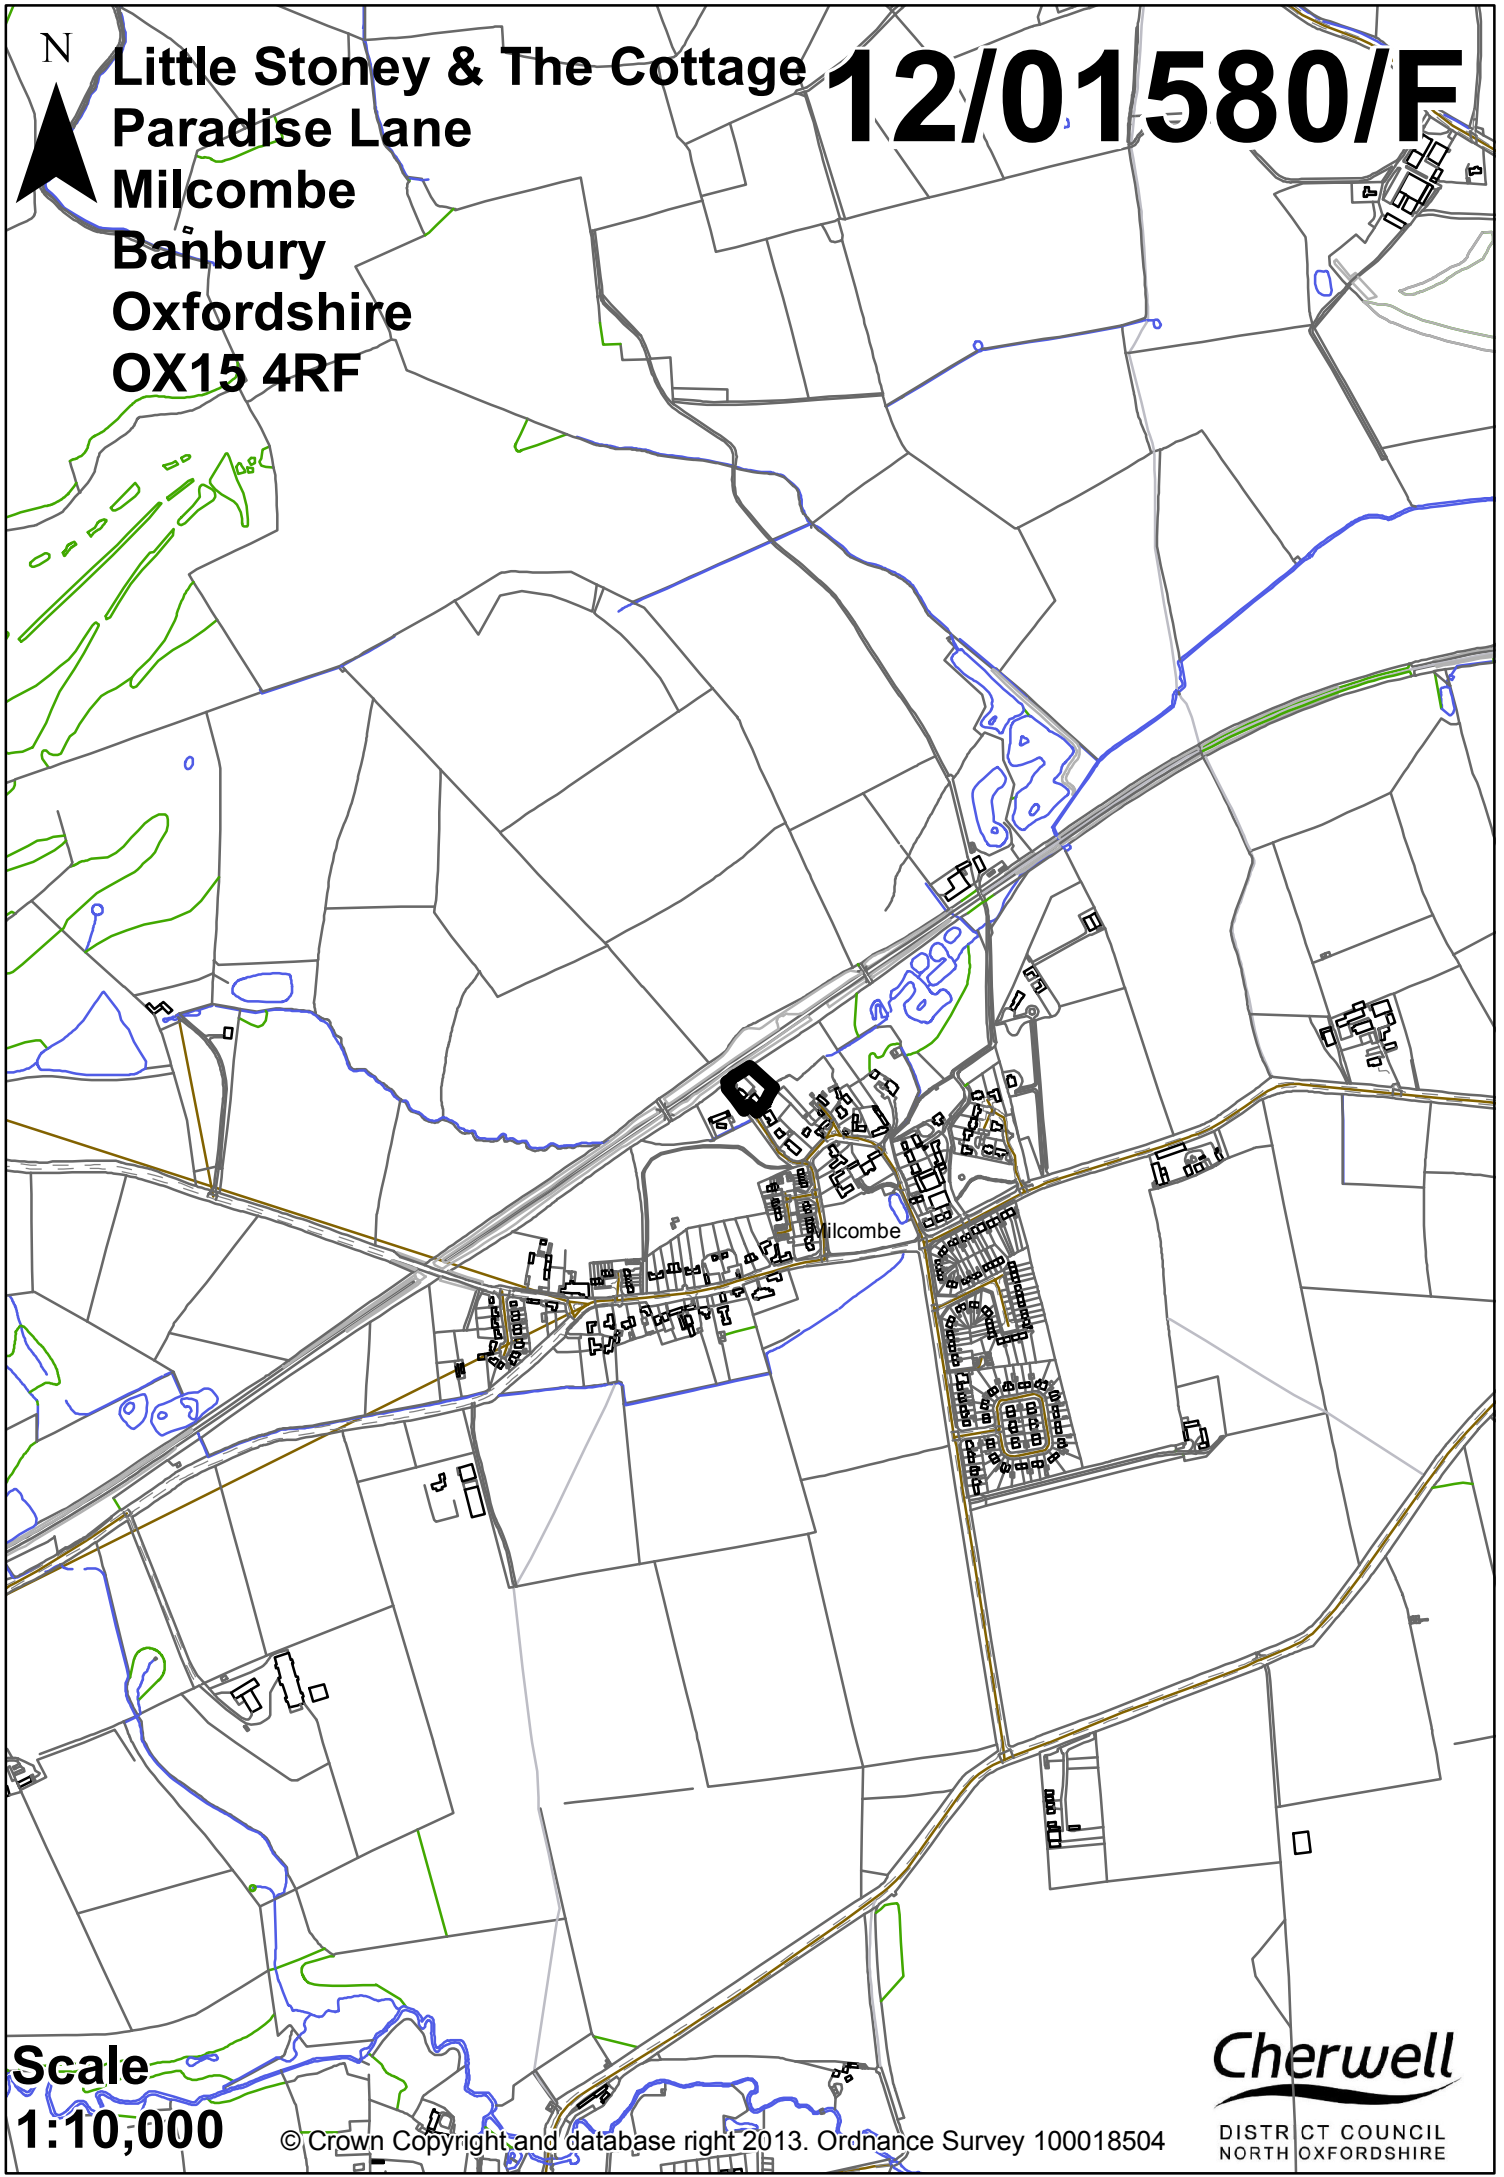 N
Little Stoney & The Cottage
Paradise Lane
Milcombe
Banbury
Oxfordshire
OX15 4RF
12/01580/F
Milcombe
Scale
1:10,000
© Crown Copyright and database right 2013. Ordnance Survey 100018504
Cherwell
DISTRICT COUNCIL
NORTH OXFORDSHIRE